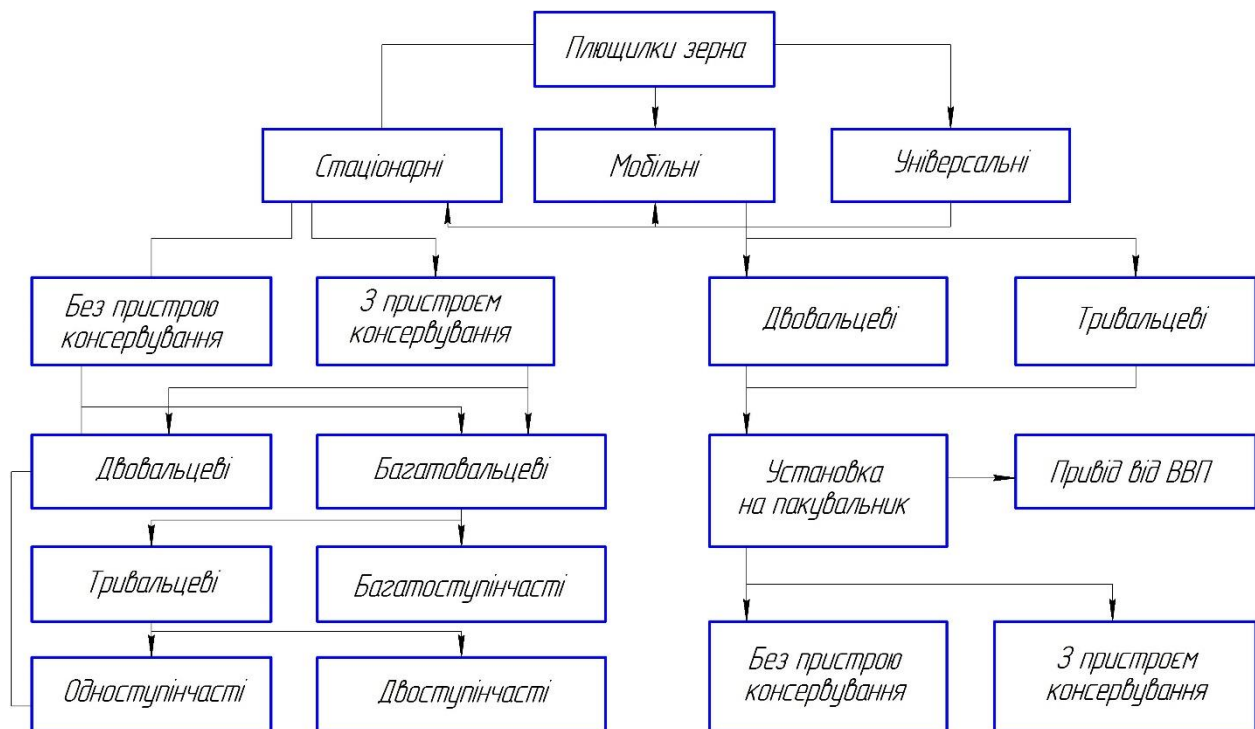 Плющилки зерна
Стаціонарні
Мобільні
Універсальні
Без пристрою
консервування
З пристроєм
консервування
Двовальцеві
Тривальцеві
Двовальцеві
Багатовальцеві
Установка
на пакувальник
Привід від ВВП
Тривальцеві
Багатоступінчасті
Одноступінчасті
Двоступінчасті
Без пристрою
консервування
З пристроєм
консервування